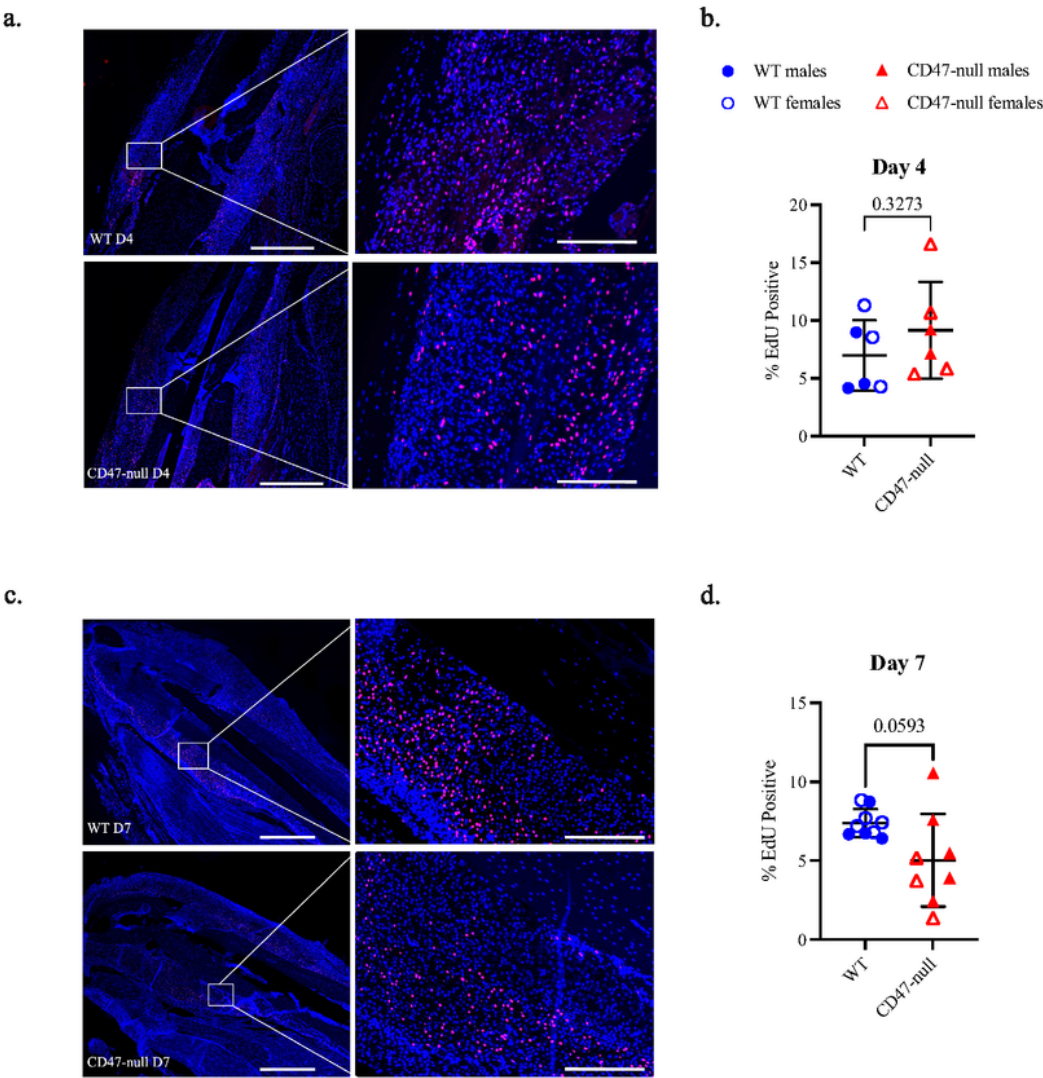 a.
WT D4
CD47-null D4
b.
WT males CD47-null males
WT females CD47-null females
Day 4
0.3273
20
15
10
5
0
% EdU Positive
WT
CD47-null
c.
WT D7
CD47-null D7
d.
Day 7
0.0593
15
10
5
0
% EdU Positive
WT
CD47-null